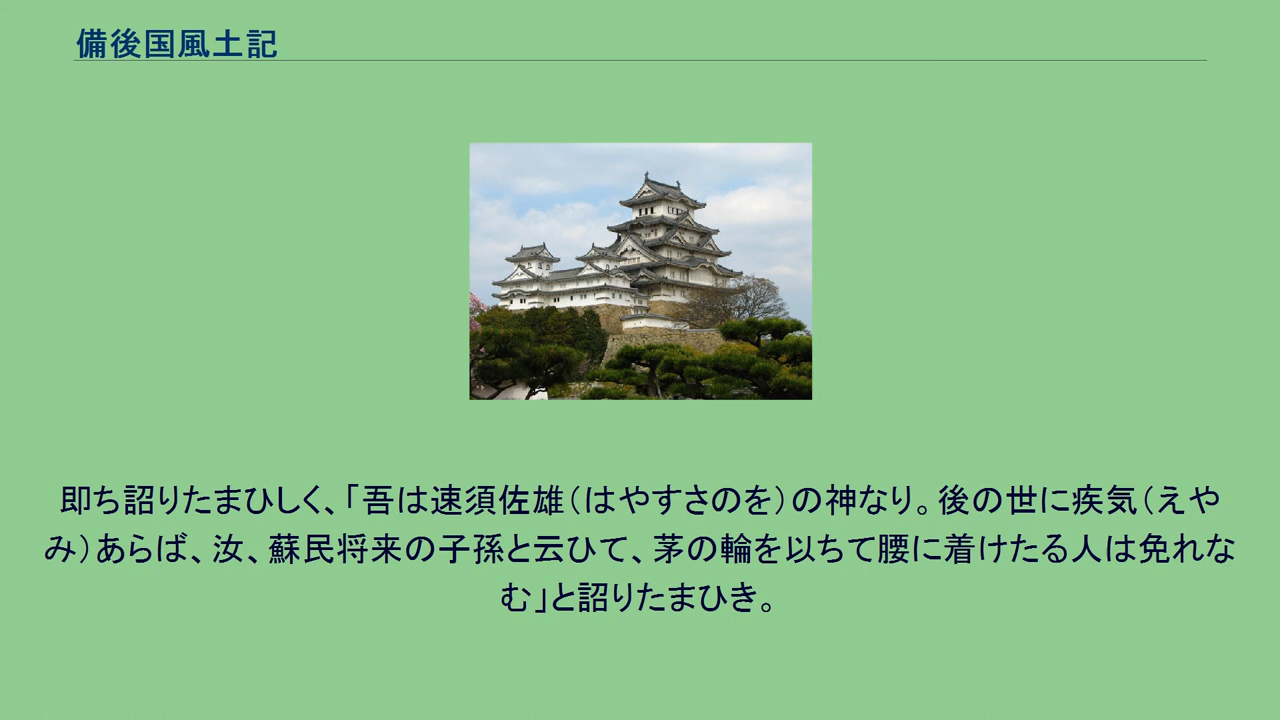 備後国風土記
即ち詔りたまひしく、「吾は速須佐雄（はやすさのを）の神なり。後の世に疾気（えや
み）あらば、汝、蘇民将来の子孫と云ひて、茅の輪を以ちて腰に着けたる人は免れな
む」と詔りたまひき。